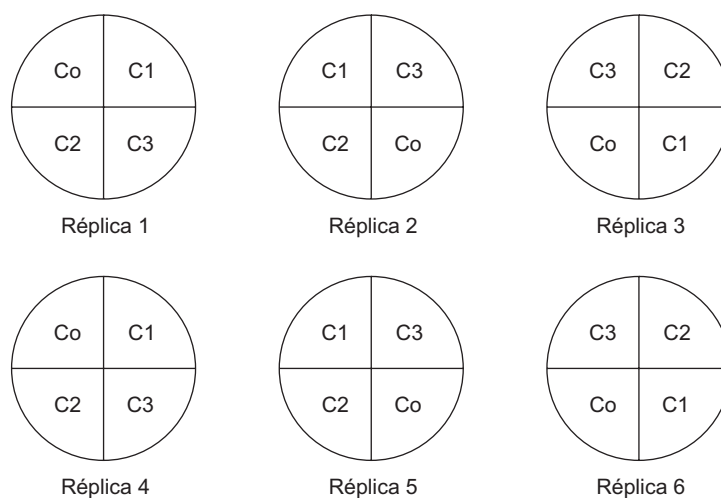 Co C1 C1 C3 C3 C2
C2 C3 C2 Co Co C1
Réplica 1 Réplica 2 Réplica 3
Co C1 C1 C3 C3 C2
C2 C3 C2 Co Co C1
Réplica 4 Réplica 5 Réplica 6